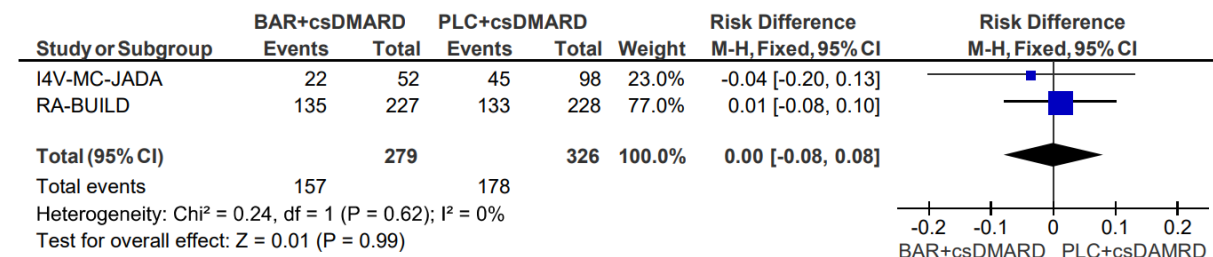 BAR+csDMARD PLC+csDMARD Risk Difference Risk Difference
Study or Subgroup Events Total Events Total Weight M-H, Fixed, 95% CI M-H, Fixed, 95% CI
I4V-MC-JADA 22 52 45 98 23.0% -0.04 [-0.20, 0.13]
RA-BUILD 135 227 133 228 77.0% 0.01 [-0.08, 0.10]
Total (95% CI) 279 326 100.0% 0.00 [-0.08, 0.08]
Total events 157 178
Heterogeneity: Chi² = 0.24, df = 1 (P = 0.62); I² = 0%
Test for overall effect: Z = 0.01 (P = 0.99)
-0.2 -0.1 0 0.1 0.2
BAR+csDMARD PLC+csDAMRD